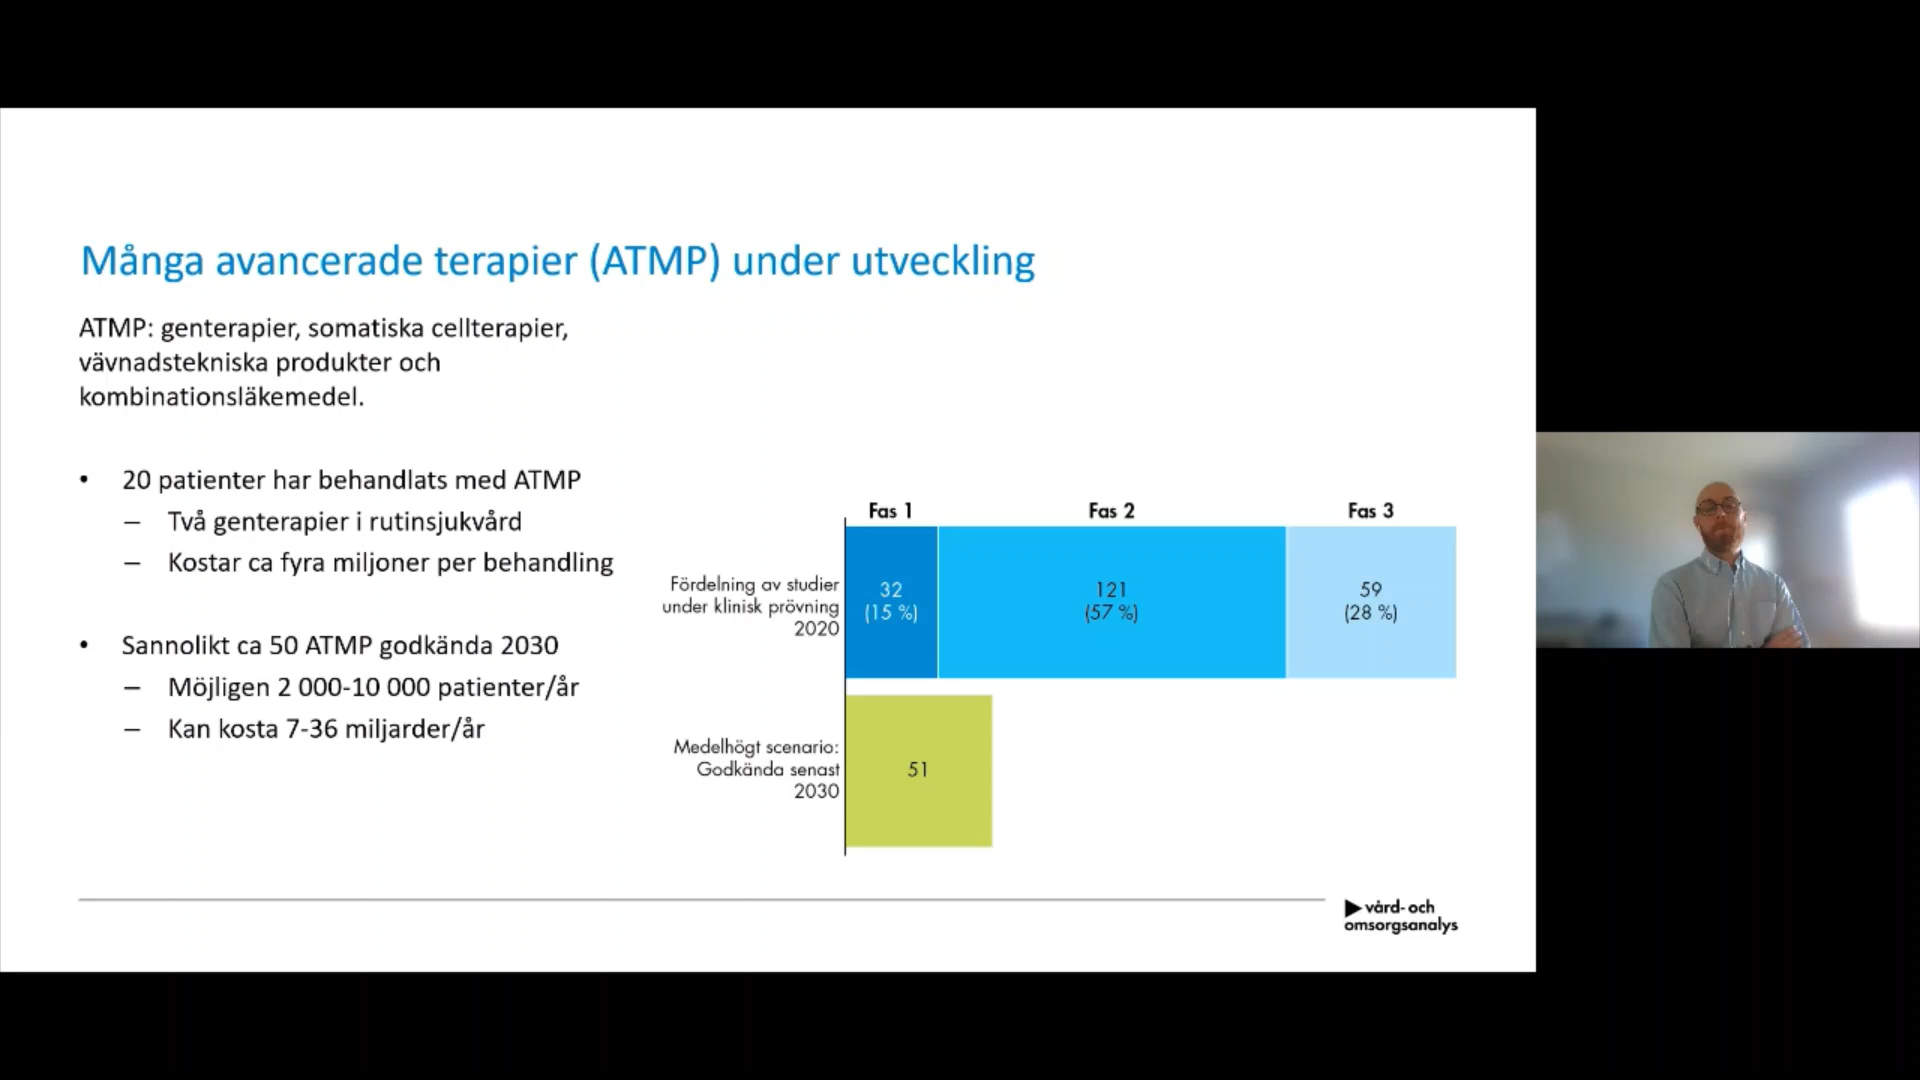 Många avancerade terapier (ATMP) under utveckling
ATMP: genterapier, somatiska cellterapier,
vävnadstekniska produkter och
kombinationsläkemedel.
• 20 patienter har behandlats med ATMP
– Två genterapier i rutinsjukvård
– Kostar ca fyra miljoner per behandling
• Sannolikt ca 50 ATMP godkända 2030
– Möjligen 2 000-10 000 patienter/år
– Kan kosta 7-36 miljarder/år
Fas 1
Fas 2
Fas 3
Fördelning av studier
under klinisk prövning
2020
32
(15 %)
121
(57 %)
59
(28 %)
Medelhögt scenario:
Godkända senast
2030
51
vård- och
omsorgsanalys